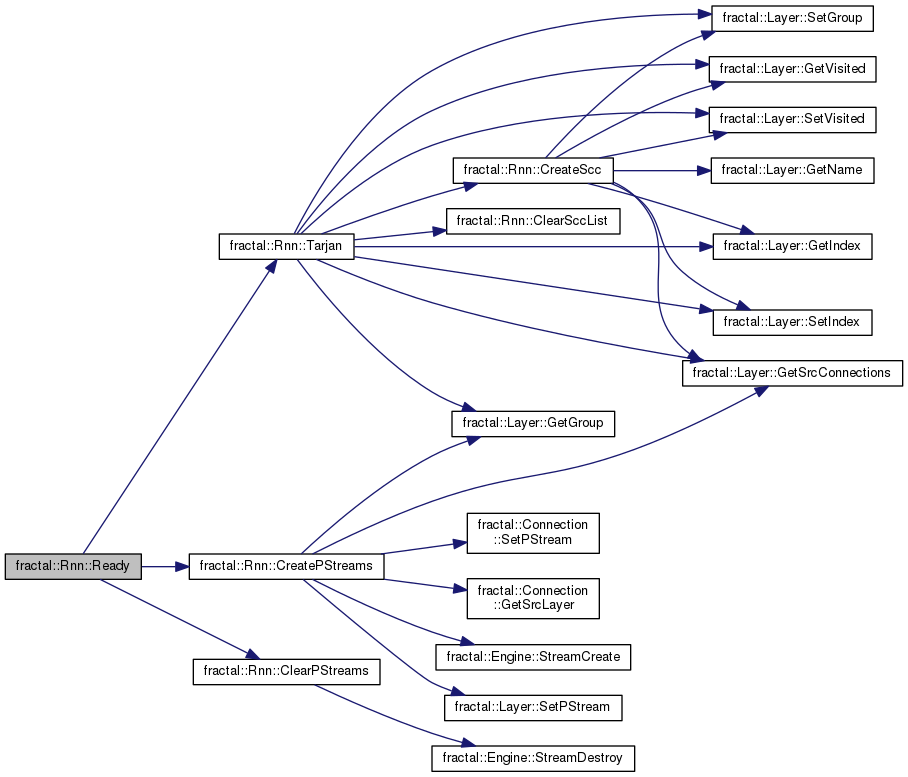 fractal::Layer::SetGroup
fractal::Layer::GetVisited
fractal::Layer::SetVisited
fractal::Rnn::CreateScc
fractal::Layer::GetName
fractal::Rnn::ClearSccList
fractal::Rnn::Tarjan
fractal::Layer::GetIndex
fractal::Layer::SetIndex
fractal::Layer::GetSrcConnections
fractal::Layer::GetGroup
fractal::Connection
::SetPStream
fractal::Rnn::Ready
fractal::Rnn::CreatePStreams
fractal::Connection
::GetSrcLayer
fractal::Engine::StreamCreate
fractal::Rnn::ClearPStreams
fractal::Layer::SetPStream
fractal::Engine::StreamDestroy